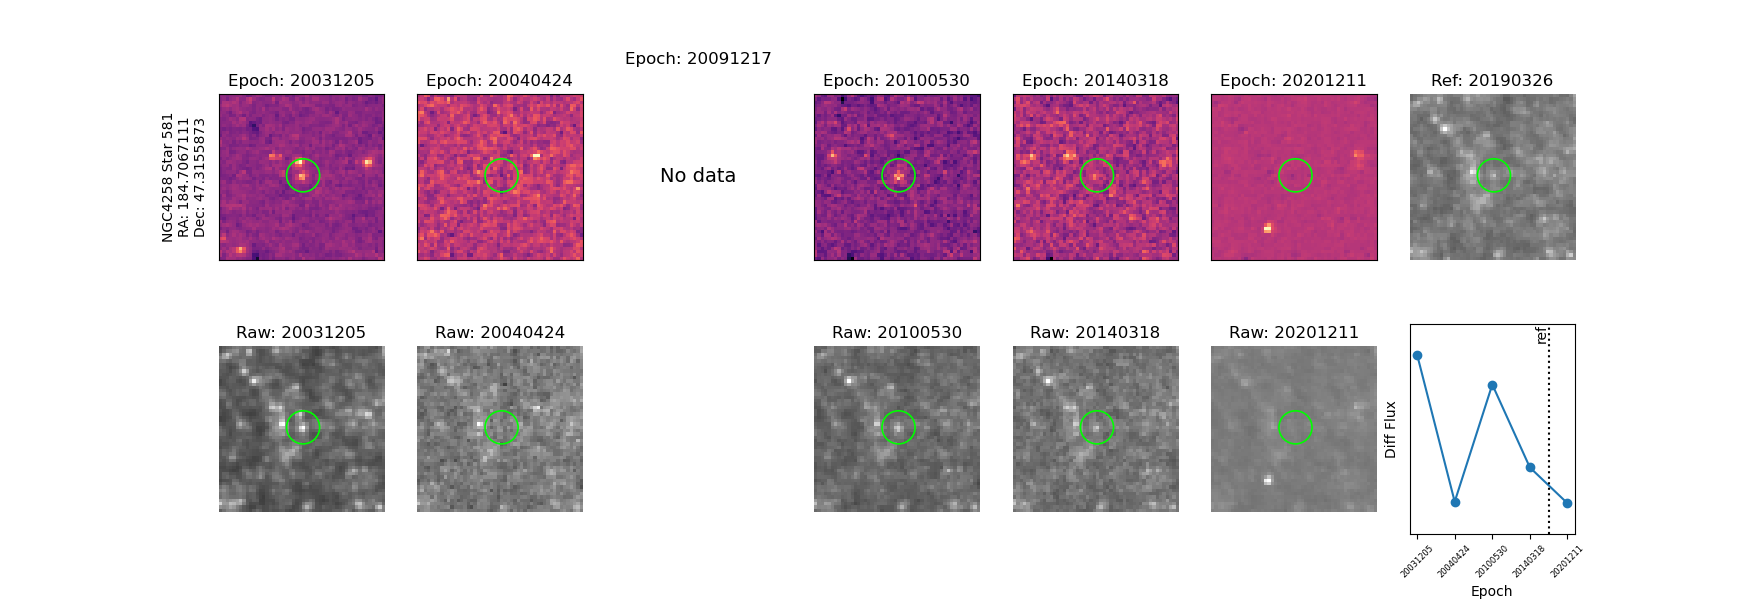 Epoch: 20031205
Epoch: 20040424
Epoch: 20091217
Epoch: 20100530
Epoch: 20140318
Epoch: 20201211
Ref: 20190326
NGC4258 Star 581
RA: 184.7067111
Dec: 47.3155873
No data
Raw: 20031205
Raw: 20040424
Raw: 20100530
Raw: 20140318
Raw: 20201211
ref
Diff Flux
20031205
20040424
20100530
20140318
20201211
Epoch